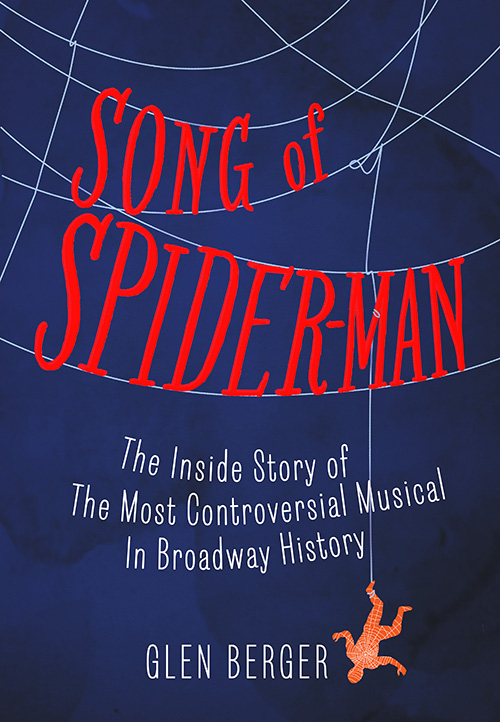 SONG of
SPIDER-MAN
The Inside Story of
The Most Controversial Musical
In Broadway History
GLEN BERGER